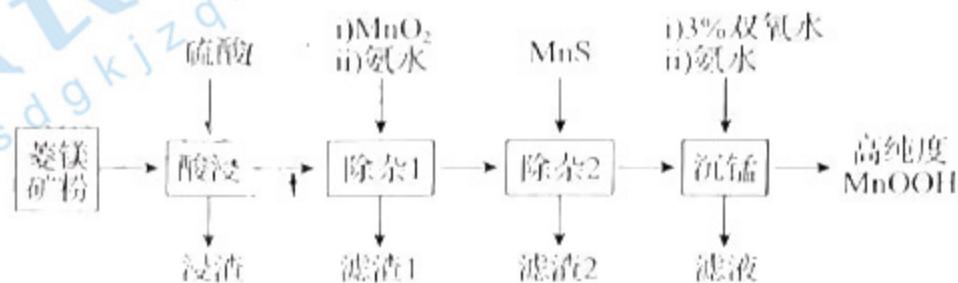 sdgkjzq
硫酸
i)MnO₂
ii)氨水
MnS
i)3%双氧水
ii)氨水
菱镁
矿粉
酸浸
除杂1
除杂2
沉锰
高纯度
MnOOH
浸渣
滤渣1
滤渣2
滤液